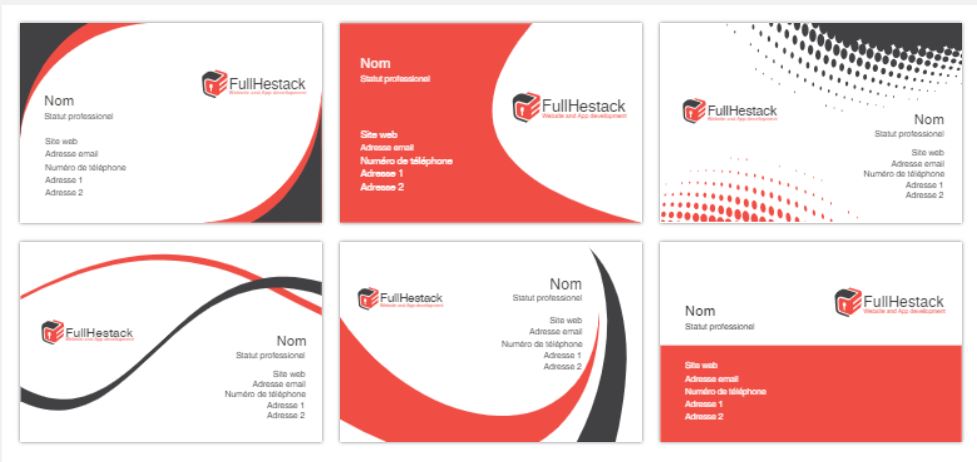 FullHestack
Website and App development
Nom
Statut professionel
Site web
Adresse email
Numéro de téléphone
Adresse 1
Adresse 2
Nom
Statut professionel
FullHestack
Website and App development
Site web
Adresse email
Numéro de téléphone
Adresse 1
Adresse 2
FullHestack
Website and App development
Nom
Statut professionel
Site web
Adresse email
Numéro de téléphone
Adresse 1
Adresse 2
FullHestack
Website and App development
Nom
Statut professionel
Site web
Adresse email
Numéro de téléphone
Adresse 1
Adresse 2
Nom
Statut professionel
FullHestack
Website and App development
Site web
Adresse email
Numéro de téléphone
Adresse 1
Adresse 2
FullHestack
Website and App development
Nom
Statut professionel
Site web
Adresse email
Numéro de téléphone
Adresse 1
Adresse 2